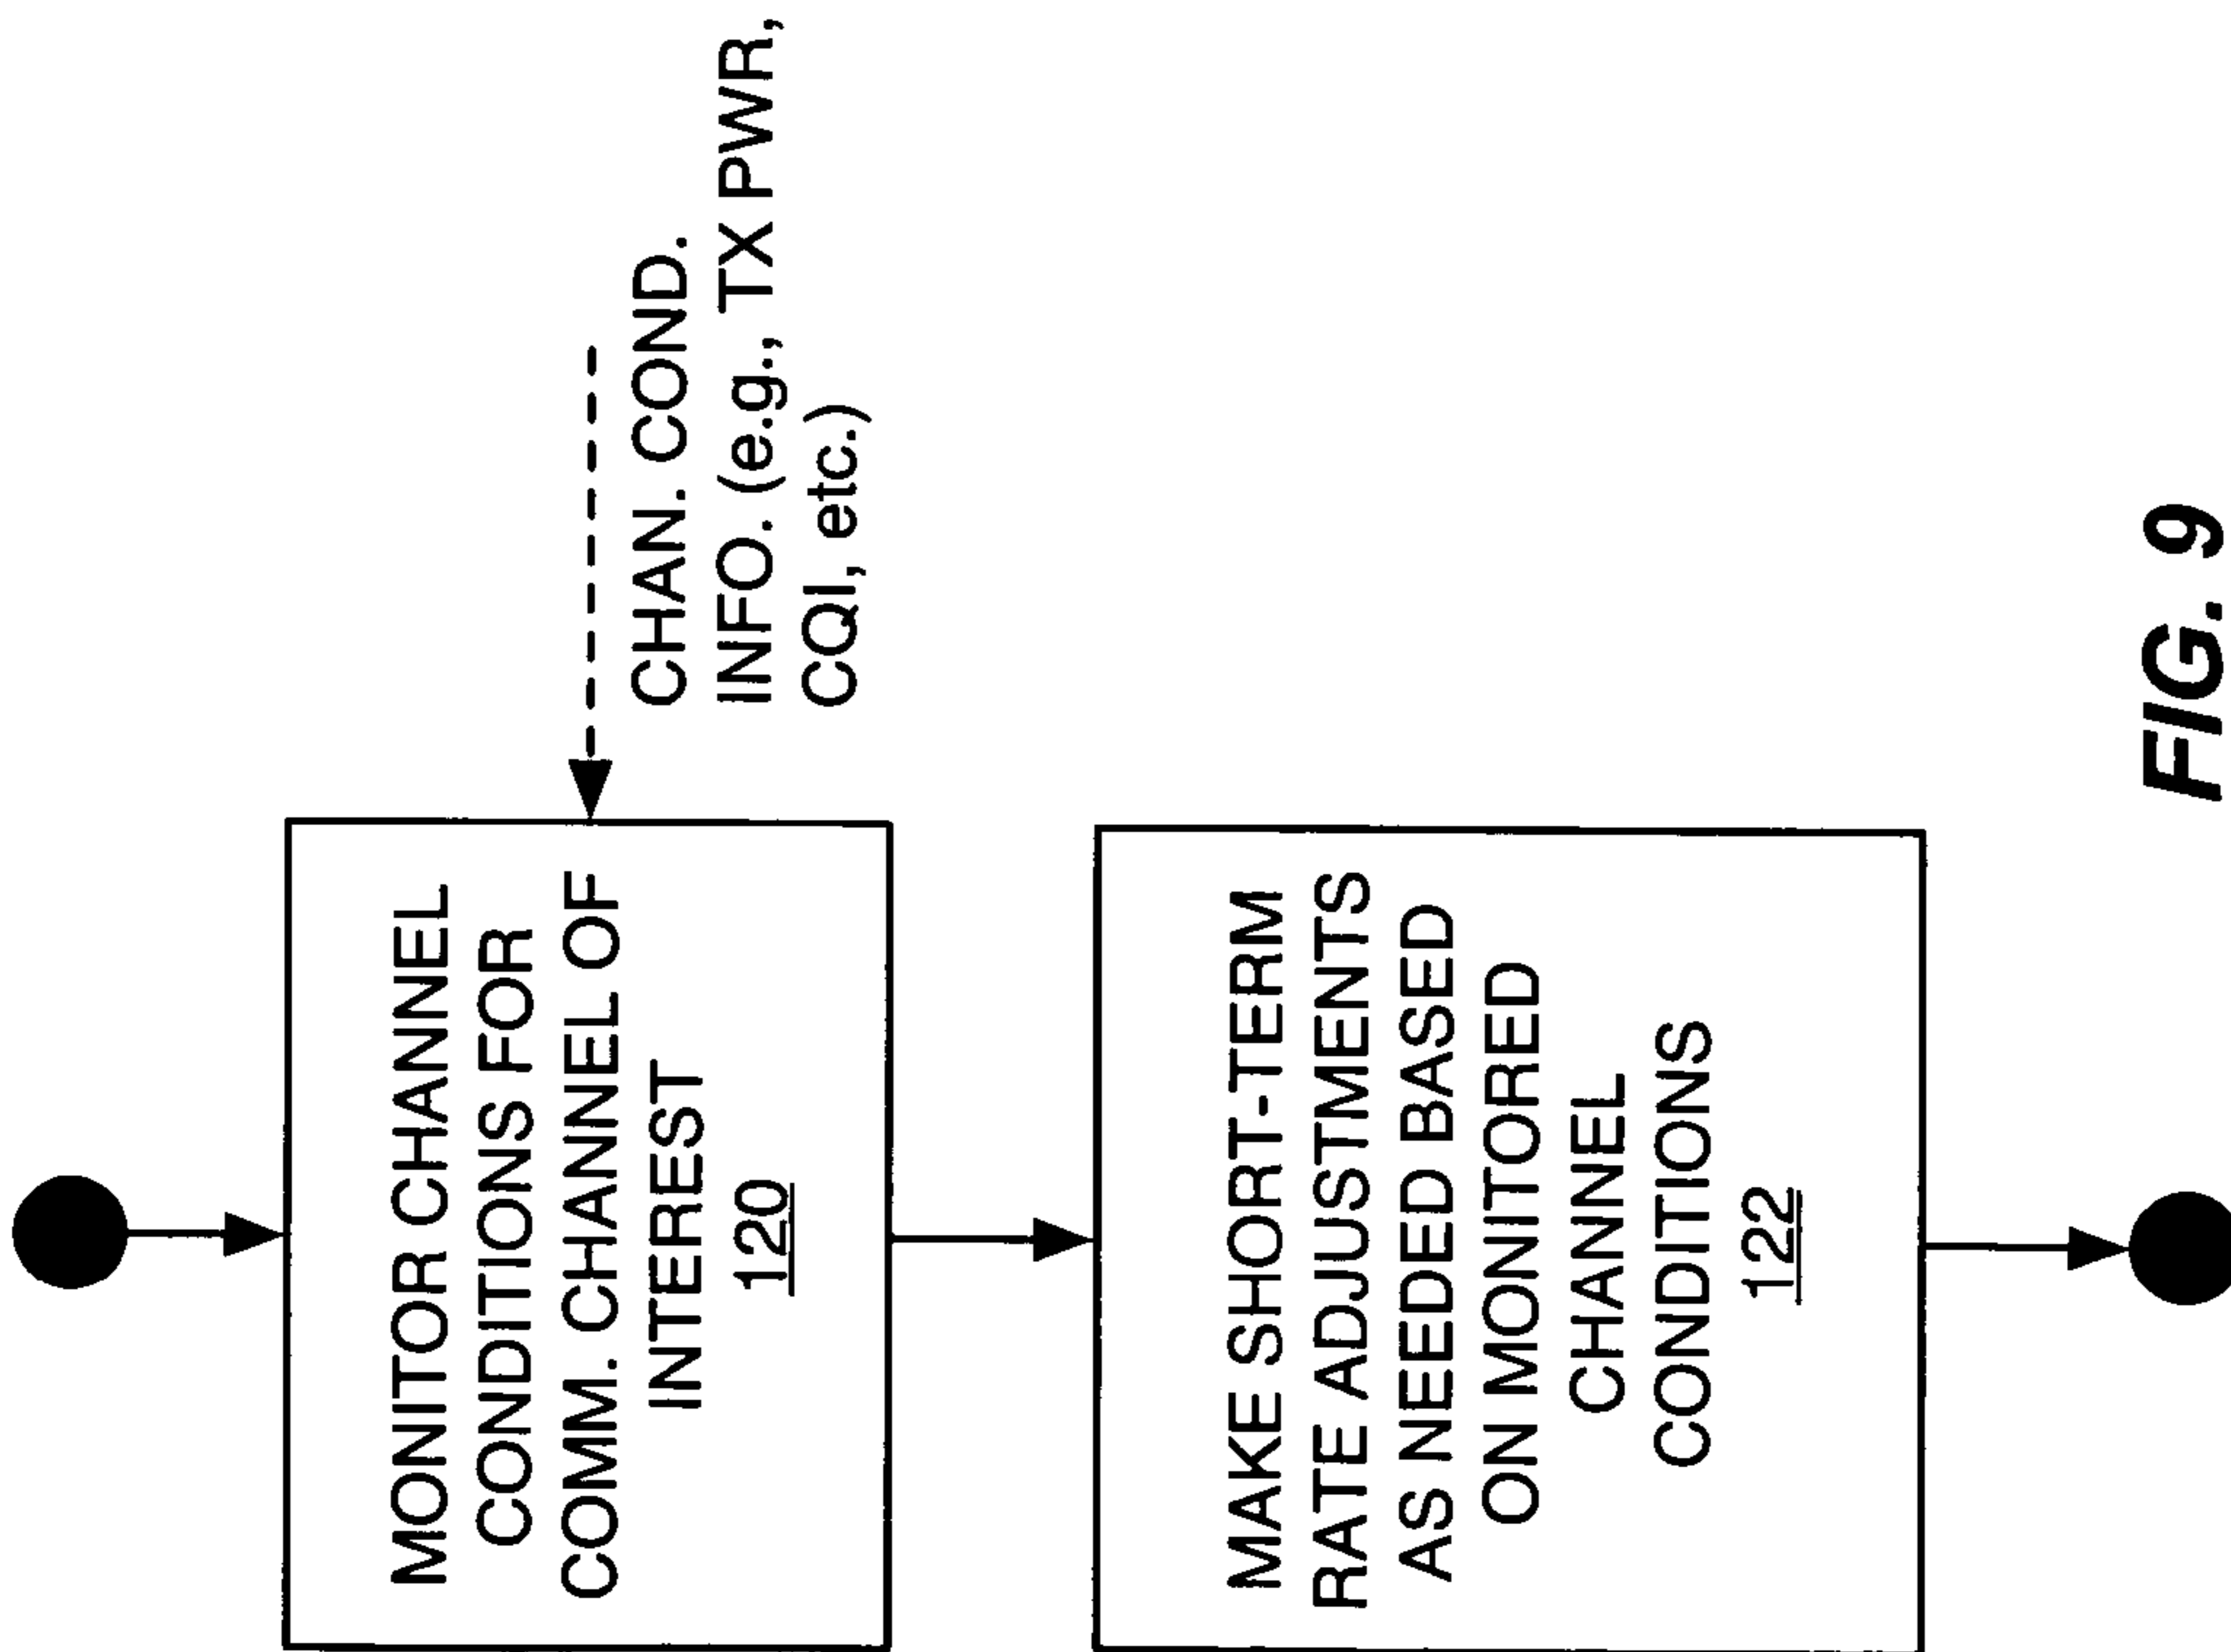 MONITOR CHANNEL
CONDITIONS FOR
COMM. CHANNEL OF
INTEREST
120
CHAN. COND.
INFO. (e.g., TX PWR,
CQI, etc.)
MAKE SHORT-TERM
RATE ADJUSTMENTS
AS NEEDED BASED
ON MONITORED
CHANNEL
CONDITIONS
122
FIG. 9